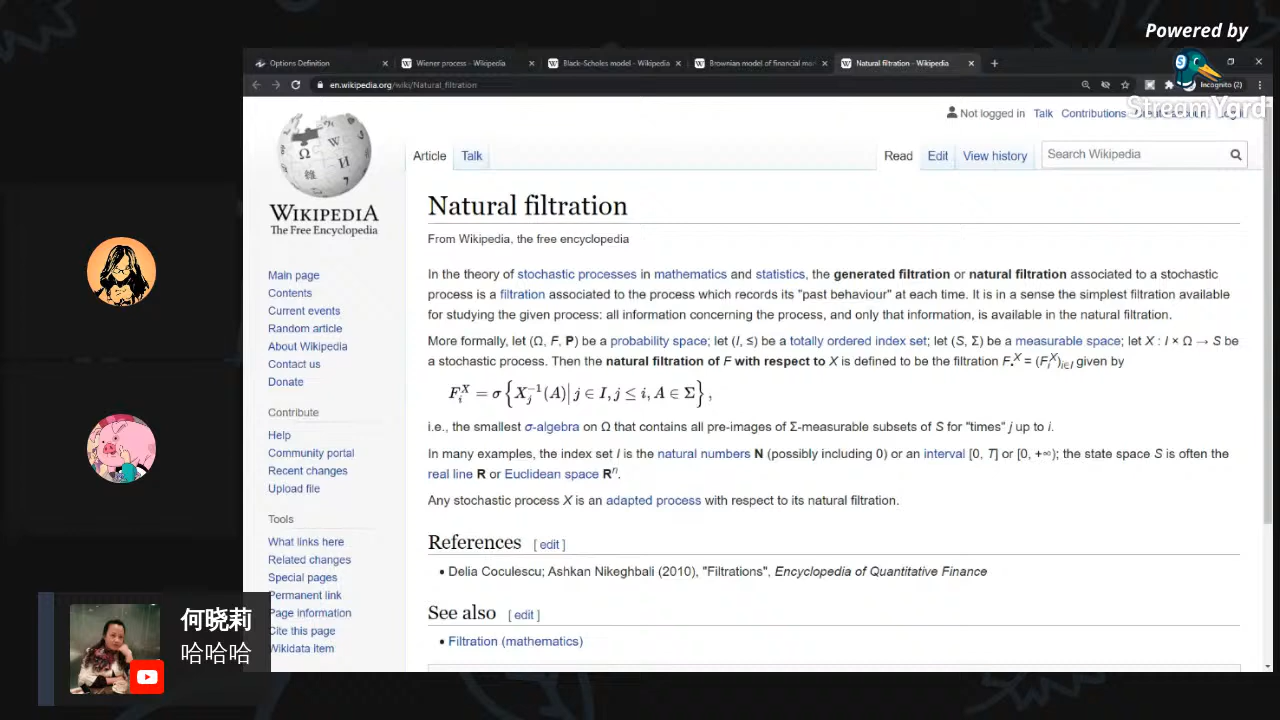 Powered by
StreamYard
Options Definition
Wiener process - Wikipedia
Black-Scholes model - Wikipedia
Brownian model of financial mar
Natural filtration - Wikipedia
en.wikipedia.org/wiki/Natural_filtration
Incognito (2)
Not logged in Talk Contributions
Article Talk
Read Edit View history
Search Wikipedia
WIKIPEDIA
The Free Encyclopedia
Natural filtration
From Wikipedia, the free encyclopedia
In the theory of stochastic processes in mathematics and statistics, the generated filtration or natural filtration associated to a stochastic
process is a filtration associated to the process which records its "past behaviour" at each time. It is in a sense the simplest filtration available
for studying the given process: all information concerning the process, and only that information, is available in the natural filtration.
More formally, let (Ω, F, P) be a probability space; let (I, ≤) be a totally ordered index set; let (S, Σ) be a measurable space; let X : I × Ω → S be
a stochastic process. Then the natural filtration of F with respect to X is defined to be the filtration F•^X = (F_i^X)_{i∈I} given by
F_i^X = σ { X_j^{-1}(A) | j ∈ I, j ≤ i, A ∈ Σ } ,
i.e., the smallest σ-algebra on Ω that contains all pre-images of Σ-measurable subsets of S for "times" j up to i.
In many examples, the index set I is the natural numbers N (possibly including 0) or an interval [0, T] or [0, +∞); the state space S is often the
real line R or Euclidean space R^n.
Any stochastic process X is an adapted process with respect to its natural filtration.
References [ edit ]
• Delia Coculescu; Ashkan Nikeghbali (2010), "Filtrations", Encyclopedia of Quantitative Finance
See also [ edit ]
• Filtration (mathematics)
Main page
Contents
Current events
Random article
About Wikipedia
Contact us
Donate
Contribute
Help
Community portal
Recent changes
Upload file
Tools
What links here
Related changes
Special pages
Permanent link
Page information
Cite this page
Wikidata item
何晓莉
哈哈哈